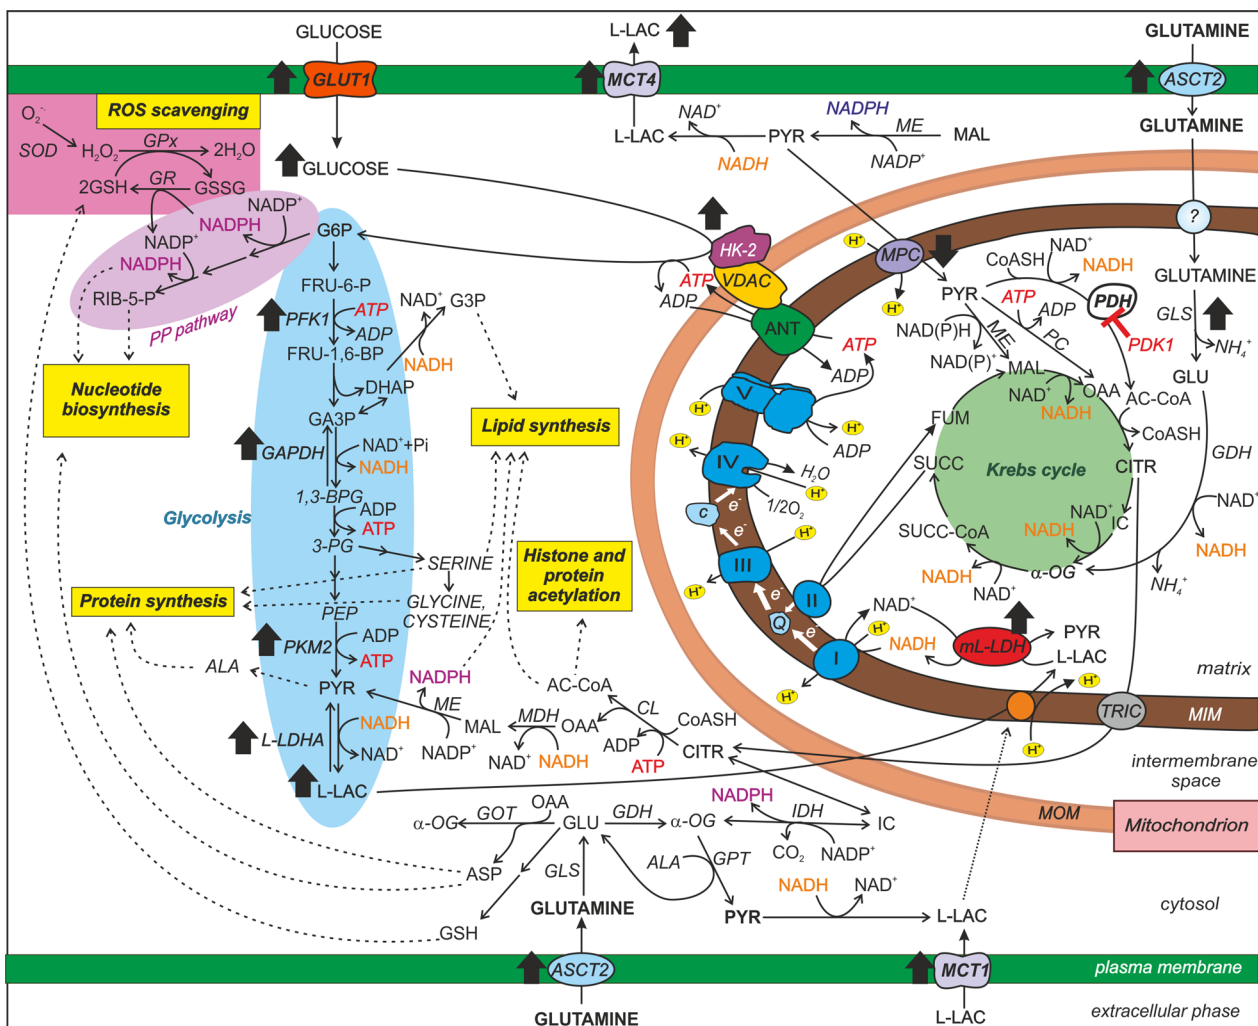 GLUCOSE
L-LAC
GLUTAMINE
GLUT1
MCT4
ASCT2
ROS scavenging
O₂·⁻
SOD
H₂O₂
GPx
2H₂O
2GSH
GR
GSSG
NADP⁺
NADPH
NADP⁺
NADPH
RIB-5-P
PP pathway
GLUCOSE
L-LAC
NAD⁺
NADH
PYR
NADPH
ME
NADP⁺
MAL
GLUTAMINE
?
GLUTAMINE
GLS
NH₄⁺
GLU
GDH
NAD⁺
NADH
NH₄⁺
G6P
FRU-6-P
PFK1
ATP
ADP
FRU-1,6-BP
NAD⁺
G3P
NADH
DHAP
GA3P
GAPDH
NAD⁺+Pi
NADH
1,3-BPG
ADP
ATP
Glycolysis
3-PG
SERINE
GLYCINE,
CYSTEINE,
PEP
PKM2
ADP
ATP
ALA
PYR
L-LDHA
NADH
NAD⁺
L-LAC
Nucleotide
biosynthesis
Lipid synthesis
Protein synthesis
Histone and
protein
acetylation
NADPH
ME
NADP⁺
MAL
MDH
NAD⁺
NADH
OAA
AC-CoA
CL
CoASH
ADP
ATP
CITR
HK-2
VDAC
ATP
ADP
ANT
ATP
ADP
H⁺
MPC
H⁺
PYR
CoASH
NAD⁺
NADH
PDH
PDK1
ATP
ADP
PC
NAD(P)H
ME
NAD(P)⁺
MAL
NAD⁺
NADH
OAA
AC-CoA
CoASH
CITR
Krebs cycle
FUM
SUCC
SUCC-CoA
NAD⁺
NADH
IC
α-OG
NADH
NAD⁺
V
H⁺
H⁺
ADP
H⁺
IV
H₂O
1/2O₂
H⁺
c
e⁻
e⁻
III
H⁺
H⁺
e⁻
Q
e⁻
II
I
H⁺
H⁺
NAD⁺
NADH
mL-LDH
PYR
L-LAC
H⁺
H⁺
TRIC
MIM
matrix
intermembrane
space
MOM
Mitochondrion
α-OG
GOT
OAA
GLU
GDH
α-OG
NADPH
IDH
CO₂
NADP⁺
IC
ASP
GLS
ALA
GPT
GLUTAMINE
GSH
PYR
NADH
NAD⁺
L-LAC
cytosol
ASCT2
MCT1
plasma membrane
GLUTAMINE
L-LAC
extracellular phase